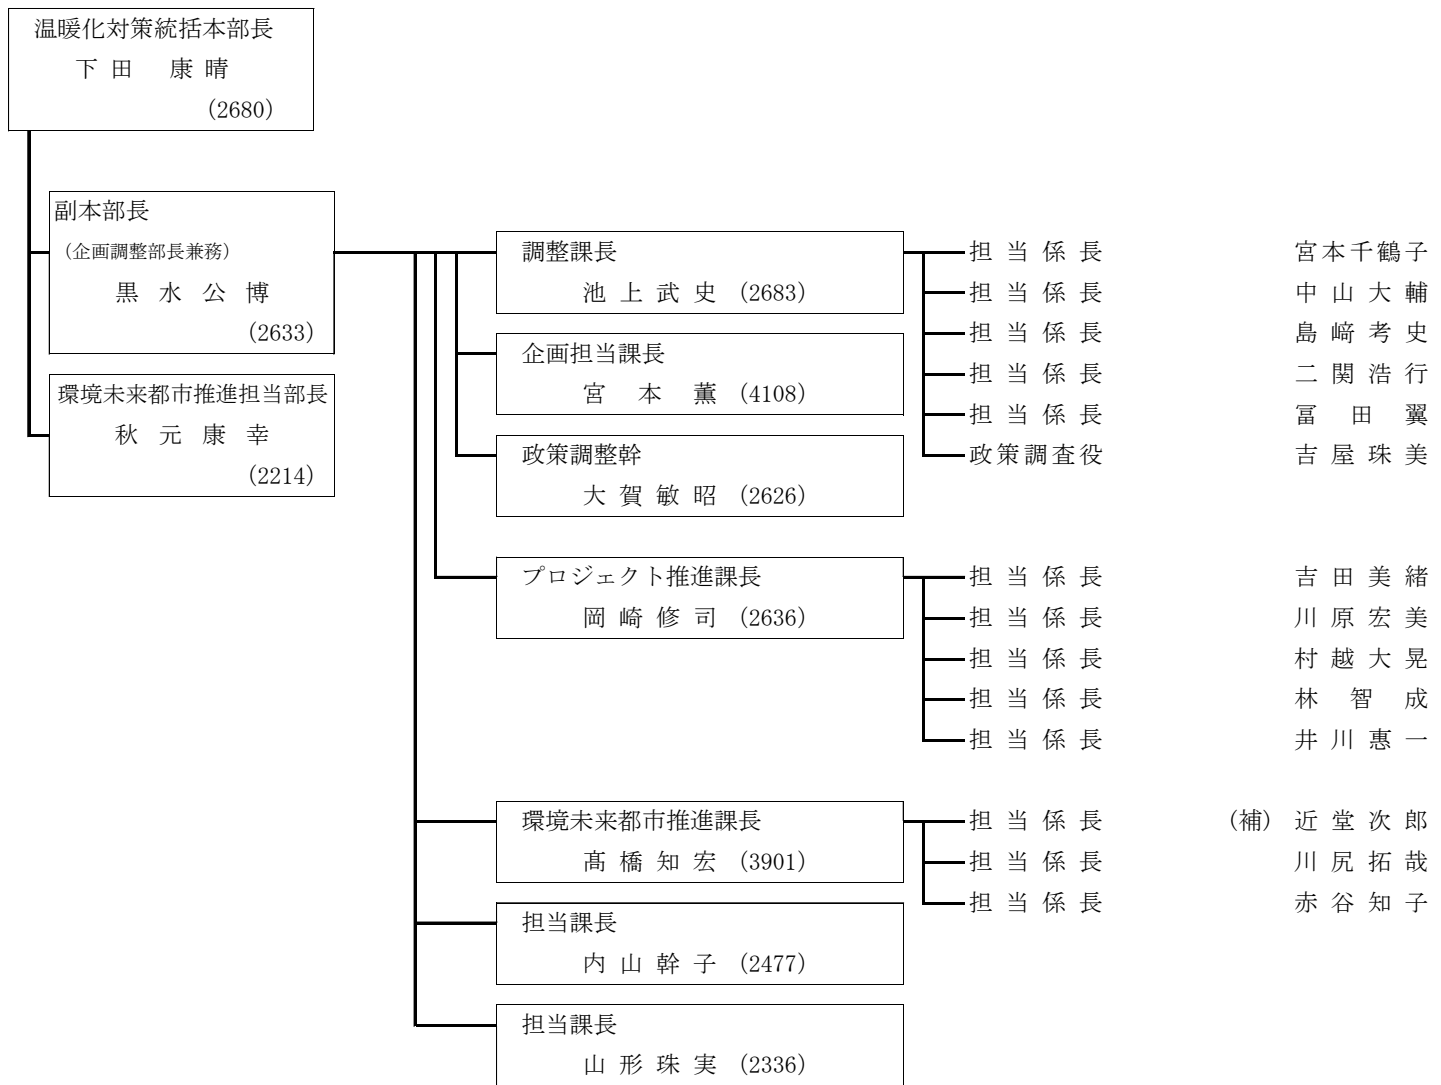 温暖化対策統括本部長
下田 康晴
(2680)
副本部長
(企画調整部長兼務)
黒水公博
(2633)
環境未来都市推進担当部長
秋元康幸
(2214)
調整課長
池上武史 (2683)
企画担当課長
宮本薫 (4108)
政策調整幹
大賀敏昭 (2626)
担当係長 宮本千鶴子
担当係長 中山大輔
担当係長 島﨑考史
担当係長 二関浩行
担当係長 冨田翼
政策調査役 吉屋珠美
プロジェクト推進課長
岡崎修司 (2636)
担当係長 吉田美緒
担当係長 川原宏美
担当係長 村越大晃
担当係長 林智成
担当係長 井川惠一
環境未来都市推進課長
髙橋知宏 (3901)
担当係長 (補) 近堂次郎
担当係長 川尻拓哉
担当係長 赤谷知子
担当課長
内山幹子 (2477)
担当課長
山形珠実 (2336)